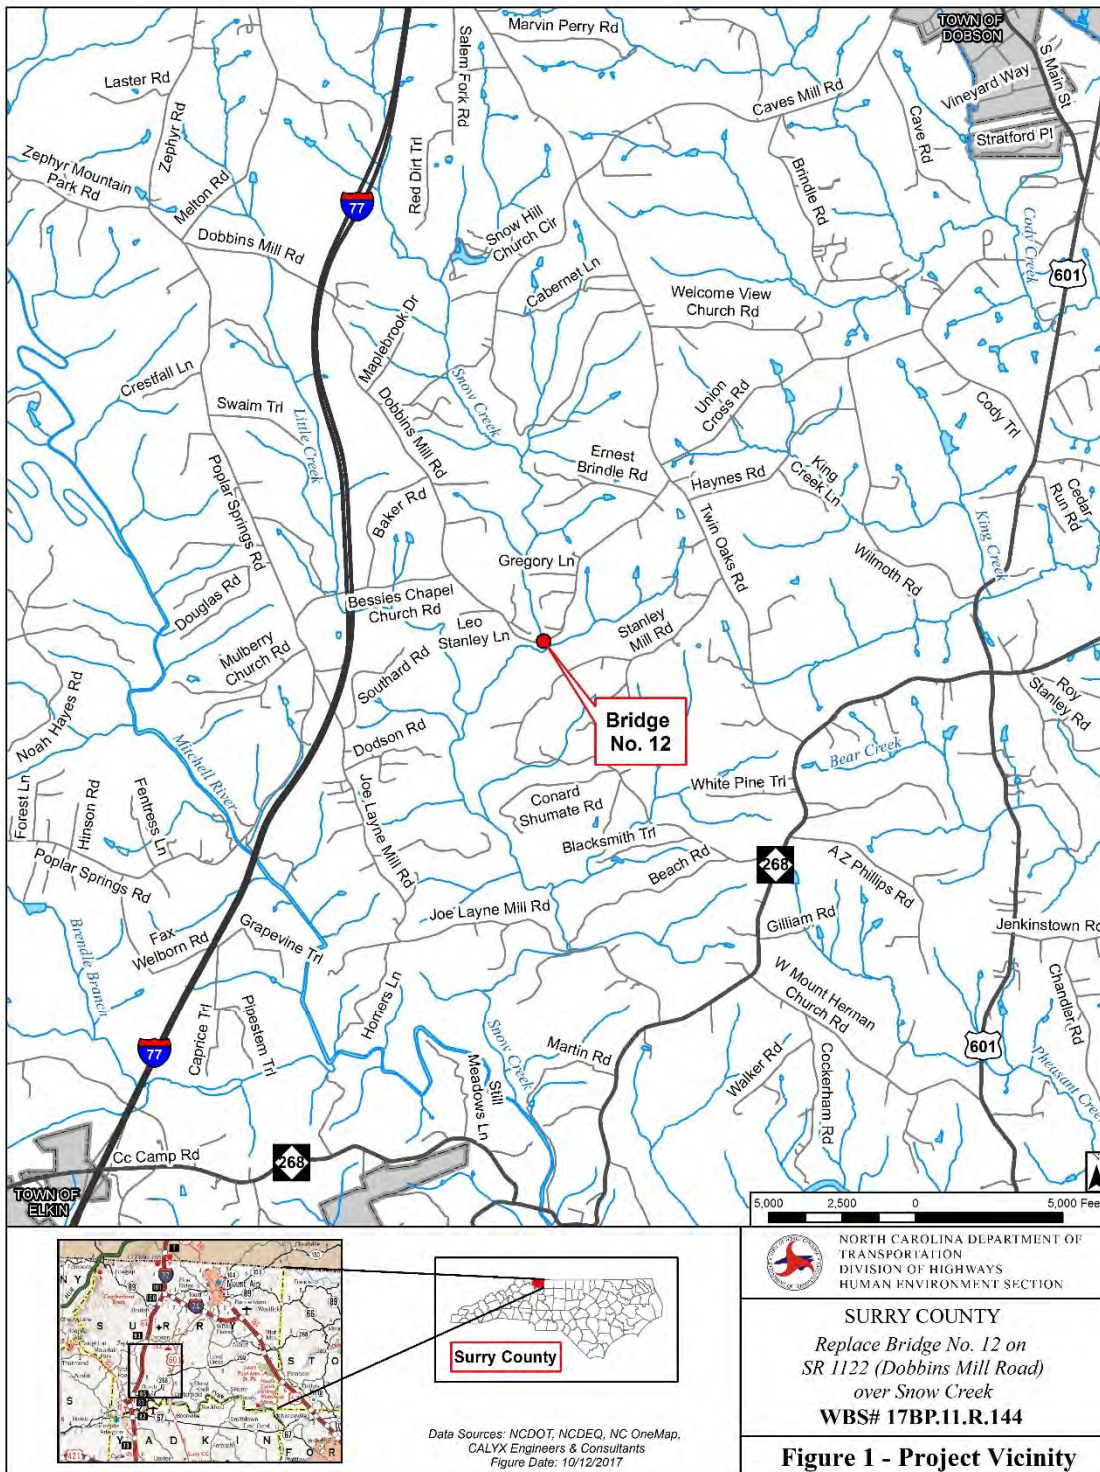 Marvin Perry Rd
TOWN OF
DOBSON
S Main St
Salem Fork Rd
Laster Rd
Vineyard Way
Caves Mill Rd
Cave Rd
Stratford Pl
Zephyr Rd
Zephyr Mountain
Park Rd
Melton Rd
Red Dirt Trl
Brindle Rd
77
Snow Hill
Church Cir
Cody Creek
Dobbins Mill Rd
601
Cabernet Ln
Welcome View
Church Rd
Maplebrook Dr
Crestfall Ln
Snow Creek
Swaim Trl
Little Creek
Dobbins Mill Rd
Union
Cross Rd
Cody Trl
Ernest
Brindle Rd
Haynes Rd
King
Creek Ln
Poplar Springs Rd
Baker Rd
Twin Oaks Rd
Cedar
Run Rd
King Creek
Gregory Ln
Wilmoth Rd
Douglas Rd
Bessies Chapel
Church Rd
Leo
Stanley Ln
Stanley
Mill Rd
Mulberry
Church Rd
Southard Rd
Noah Hayes Rd
Roy
Stanley Rd
Bridge
No. 12
Dodson Rd
Bear Creek
Mitchell River
White Pine Trl
Forest Ln
Hinson Rd
Fentress Ln
Joe Layne Mill Rd
Conard
Shumate Rd
Blacksmith Trl
268
A Z Phillips Rd
Poplar Springs Rd
Beach Rd
Joe Layne Mill Rd
Gilliam Rd
Jenkinstown Rd
Brendle Branch
Fax
Welborn Rd
Grapevine Trl
Homers Ln
W Mount Herman
Church Rd
Chandler Rd
Caprice Trl
Pipestem Trl
Snow Creek
Martin Rd
77
601
Walker Rd
Cockerham Rd
Pheasant Creek
Still
Meadows Ln
Cc Camp Rd
268
TOWN OF
ELKIN
5,000 2,500 0 5,000 Feet
NORTH CAROLINA DEPARTMENT OF
TRANSPORTATION
DIVISION OF HIGHWAYS
HUMAN ENVIRONMENT SECTION
SURRY COUNTY
Replace Bridge No. 12 on
SR 1122 (Dobbins Mill Road)
over Snow Creek
WBS# 17BP.11.R.144
Figure 1 - Project Vicinity
Mount Airy
S U R R Y
S T O
Y A D K I N
F O R
Surry County
Data Sources: NCDOT, NCDEQ, NC OneMap,
CALYX Engineers & Consultants
Figure Date: 10/12/2017